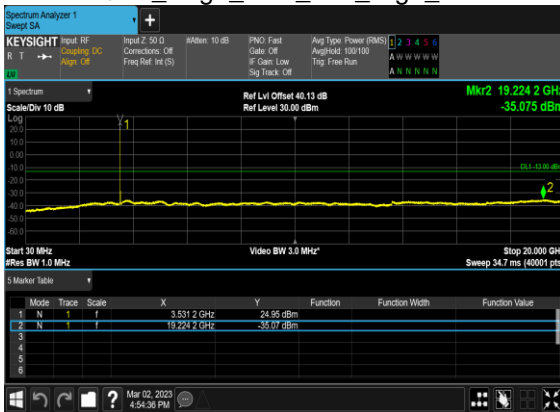 Spectrum Analyzer 1
Swept SA
+
KEYSIGHT Input: RF Input Z: 50 Ω #Atten: 10 dB PNO: Fast Avg Type: Power (RMS) 1 2 3 4 5 6
R T Coupling: DC Corrections: Off Gate: Off Avg|Hold: 100/100 A W W W W W
Align: Off Freq Ref: Int (S) IF Gain: Low Trig: Free Run
Sig Track: Off A N N N N N
1 Spectrum Ref Lvl Offset 40.13 dB Mkr2 19.224 2 GHz
Scale/Div 10 dB Ref Level 30.00 dBm -35.075 dBm
Log
20.0 1
10.0
0.00
-10.0 DL1 -13.00 dBm
-20.0
-30.0 2
-40.0
-50.0
-60.0
Start 30 MHz Video BW 3.0 MHz* Stop 20.000 GH
#Res BW 1.0 MHz Sweep 34.7 ms (40001 pts
5 Marker Table
Mode Trace Scale X Y Function Function Width Function Value
1 N 1 f 3.531 2 GHz 24.95 dBm
2 N 1 f 19.224 2 GHz -35.07 dBm
3
4
5
6
? Mar 02, 2023
4:54:36 PM